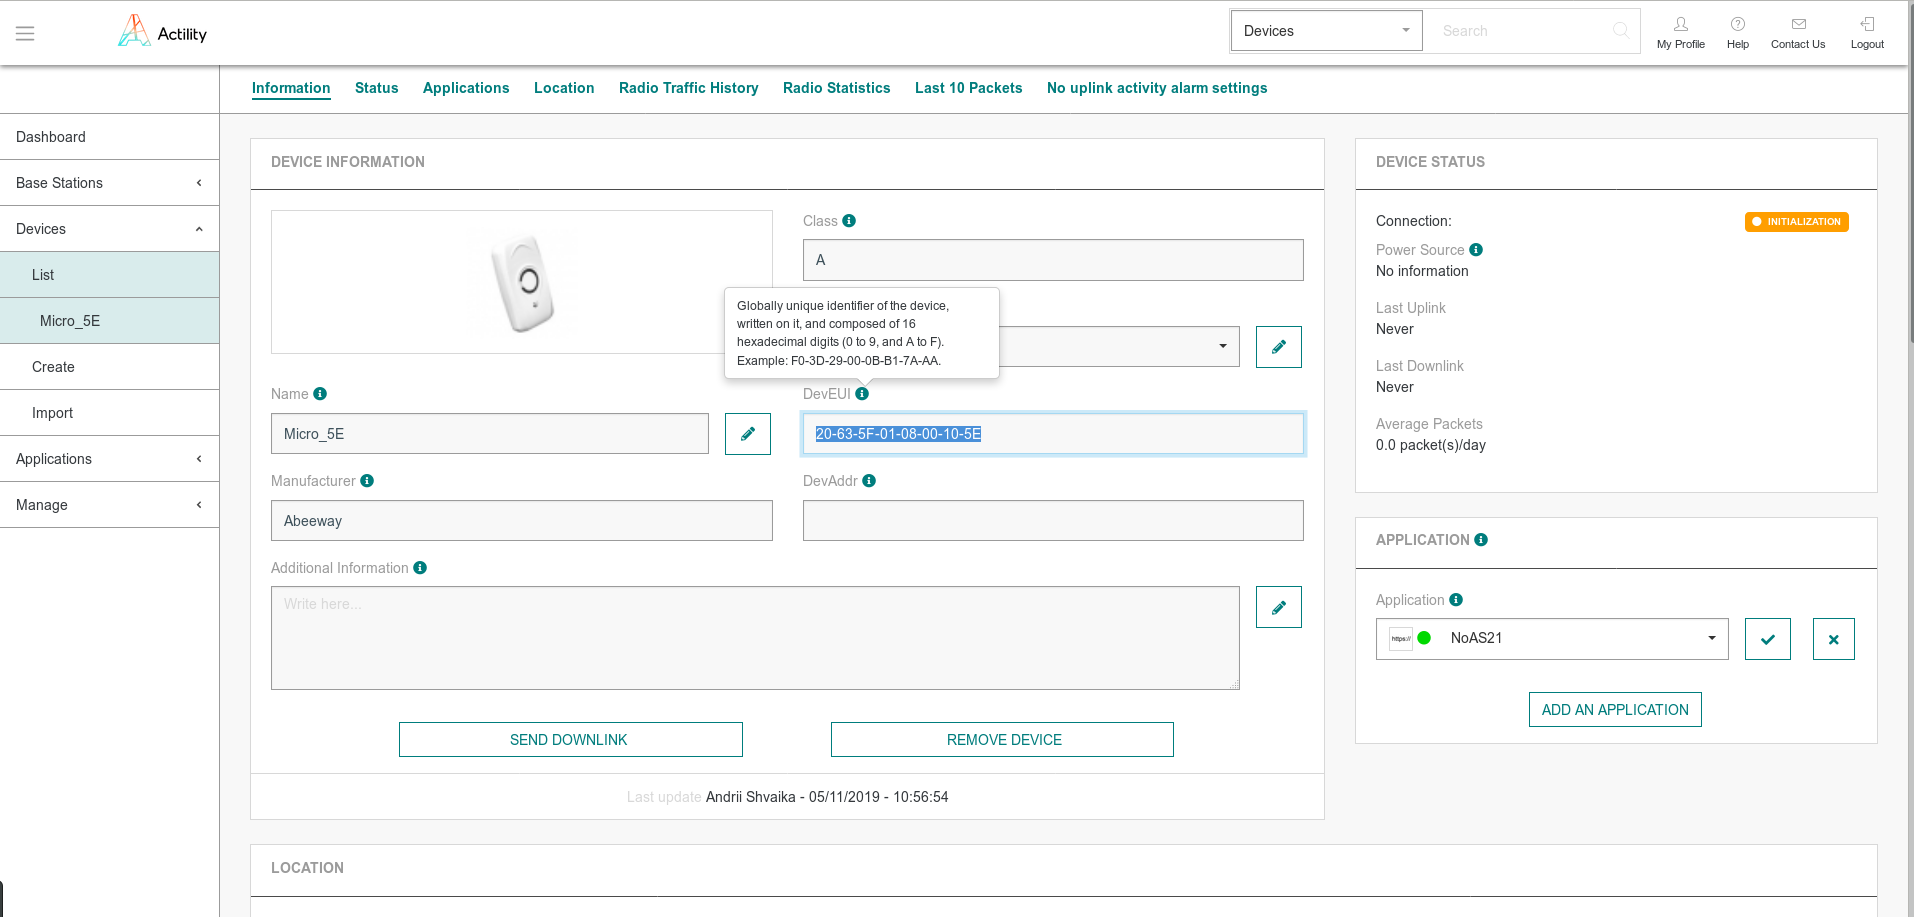 Actility
Devices
Search
My Profile
Help
Contact Us
Logout
Information
Status
Applications
Location
Radio Traffic History
Radio Statistics
Last 10 Packets
No uplink activity alarm settings
Dashboard
Base Stations
Devices
List
Micro_5E
Create
Import
Applications
Manage
DEVICE INFORMATION
Class
A
Globally unique identifier of the device,
written on it, and composed of 16
hexadecimal digits (0 to 9, and A to F).
Example: F0-3D-29-00-0B-B1-7A-AA.
Name
Micro_5E
DevEUI
20-63-5F-01-08-00-10-5E
Manufacturer
Abeeway
DevAddr
Additional Information
Write here...
SEND DOWNLINK
REMOVE DEVICE
Last update Andrii Shvaika - 05/11/2019 - 10:56:54
DEVICE STATUS
Connection:
INITIALIZATION
Power Source
No information
Last Uplink
Never
Last Downlink
Never
Average Packets
0.0 packet(s)/day
APPLICATION
Application
https://
NoAS21
ADD AN APPLICATION
LOCATION